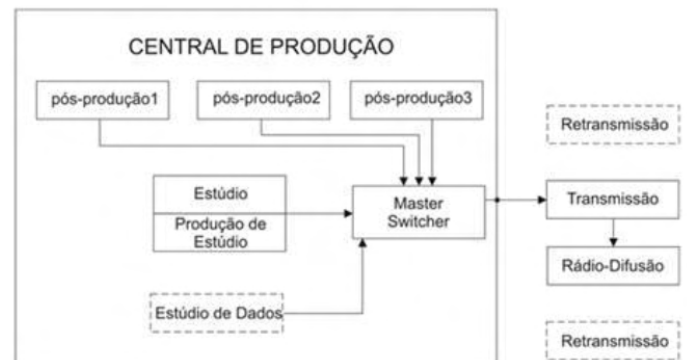 CENTRAL DE PRODUÇÃO
pós-produção1
pós-produção2
pós-produção3
Retransmissão
Estúdio
Produção de
Estúdio
Master
Switcher
Transmissão
Rádio-Difusão
Estúdio de Dados
Retransmissão